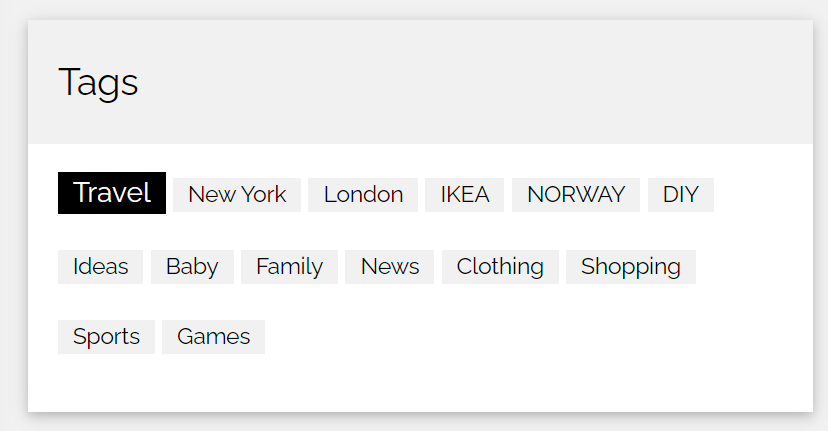 Tags
Travel New York London IKEA NORWAY DIY
Ideas Baby Family News Clothing Shopping
Sports Games